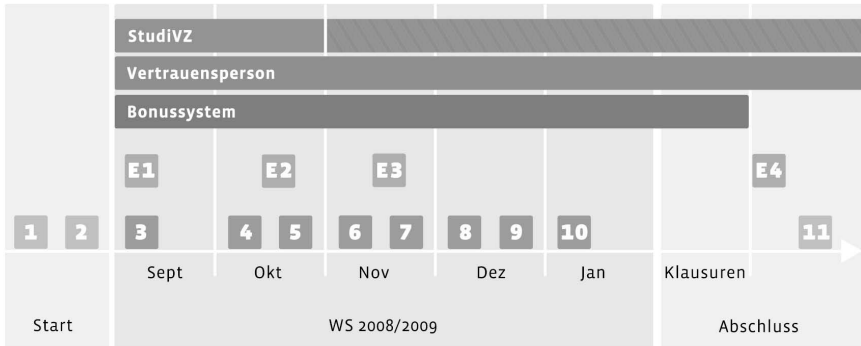 StudiVZ
Vertrauensperson
Bonussystem
E1 E2 E3 E4
1 2 3 4 5 6 7 8 9 10 11
Sept Okt Nov Dez Jan Klausuren
Start WS 2008/2009 Abschluss